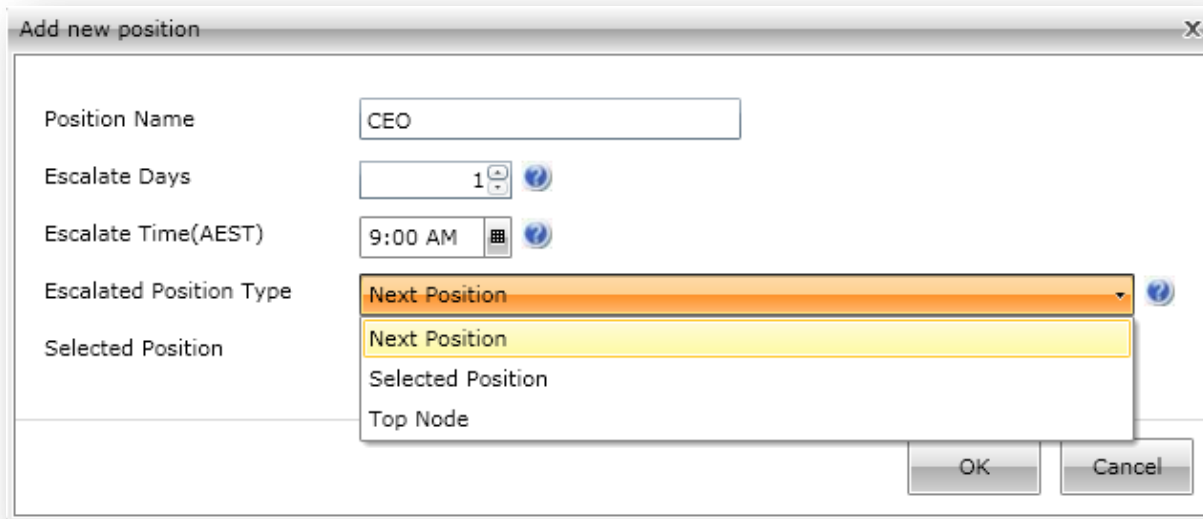 Add new position
x
Position Name
CEO
Escalate Days
1
?
Escalate Time(AEST)
9:00 AM
?
Escalated Position Type
Next Position
?
Next Position
Selected Position
Selected Position
Top Node
OK
Cancel